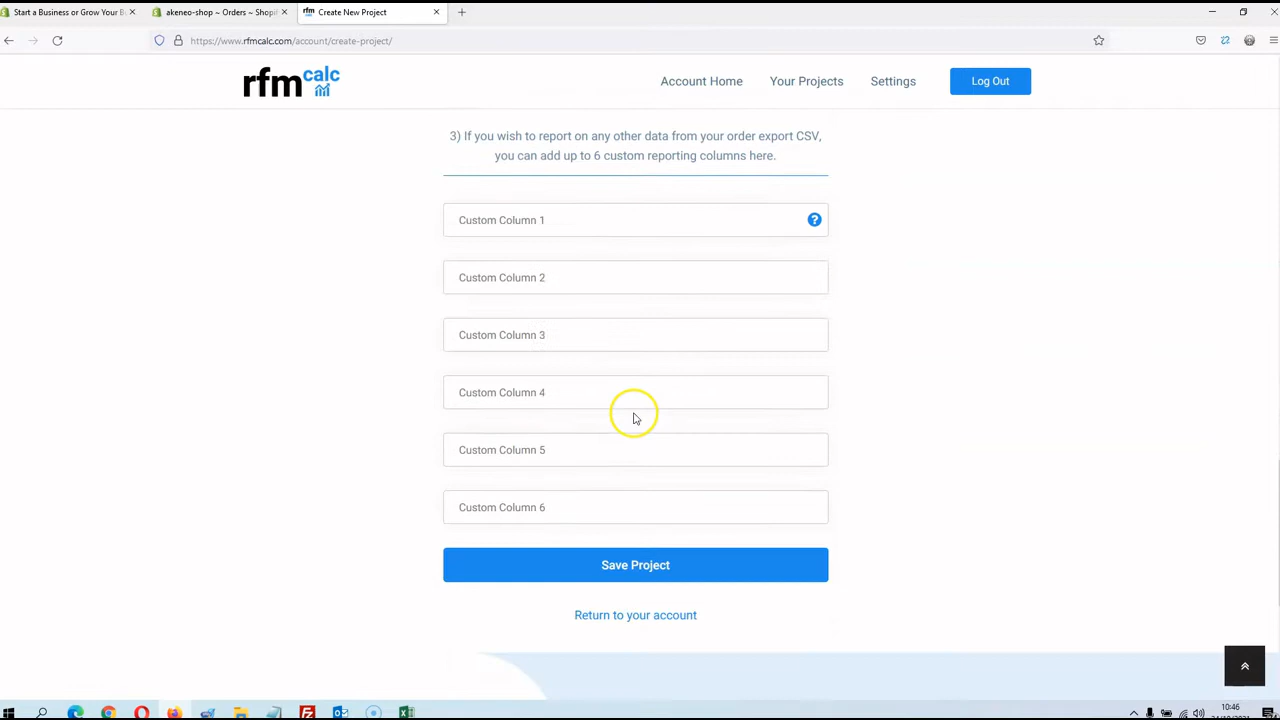 Start a Business or Grow Your B
akeneo-shop ~ Orders ~ Shopif
rfm Create New Project
https://www.rfmcalc.com/account/create-project/
rfmcalc
Account Home
Your Projects
Settings
Log Out
3) If you wish to report on any other data from your order export CSV,
you can add up to 6 custom reporting columns here.
Custom Column 1
Custom Column 2
Custom Column 3
Custom Column 4
Custom Column 5
Custom Column 6
Save Project
Return to your account
10:46